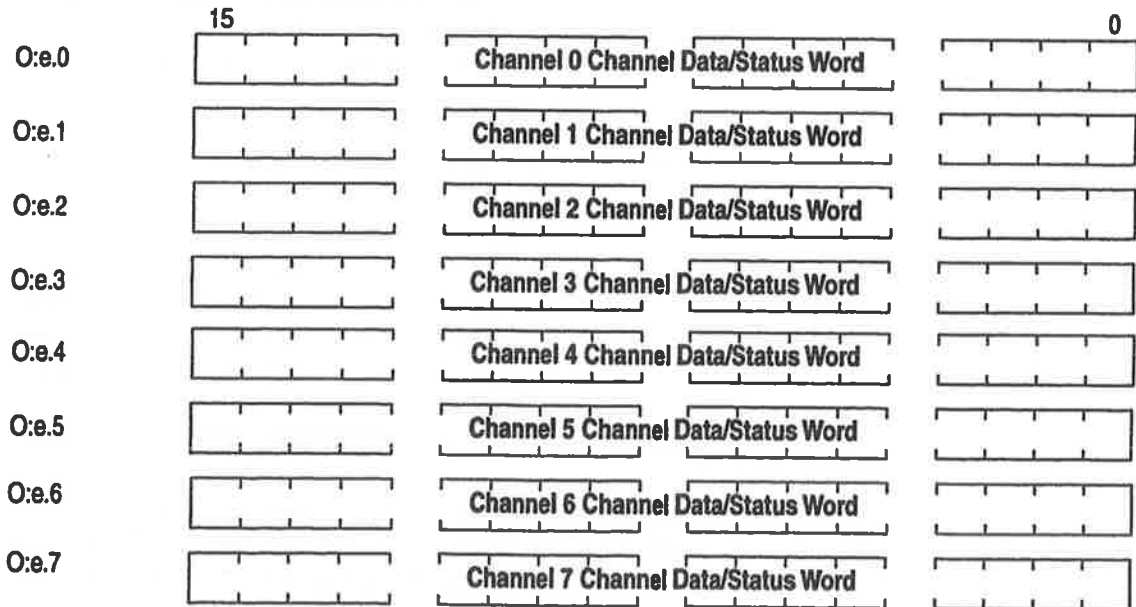 15 0
O:e.0 Channel 0 Channel Data/Status Word
O:e.1 Channel 1 Channel Data/Status Word
O:e.2 Channel 2 Channel Data/Status Word
O:e.3 Channel 3 Channel Data/Status Word
O:e.4 Channel 4 Channel Data/Status Word
O:e.5 Channel 5 Channel Data/Status Word
O:e.6 Channel 6 Channel Data/Status Word
O:e.7 Channel 7 Channel Data/Status Word